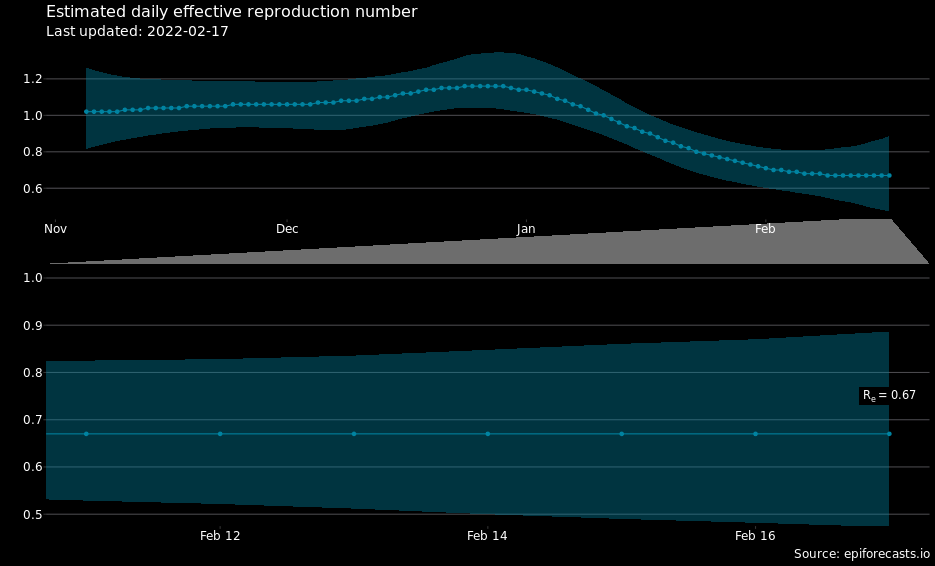 Estimated daily effective reproduction number
Last updated: 2022-02-17
1.2
1.0
0.8
0.6
Nov Dec Jan Feb
1.0
0.9
0.8
Re = 0.67
0.7
0.6
0.5
Feb 12 Feb 14 Feb 16
Source: epiforecasts.io